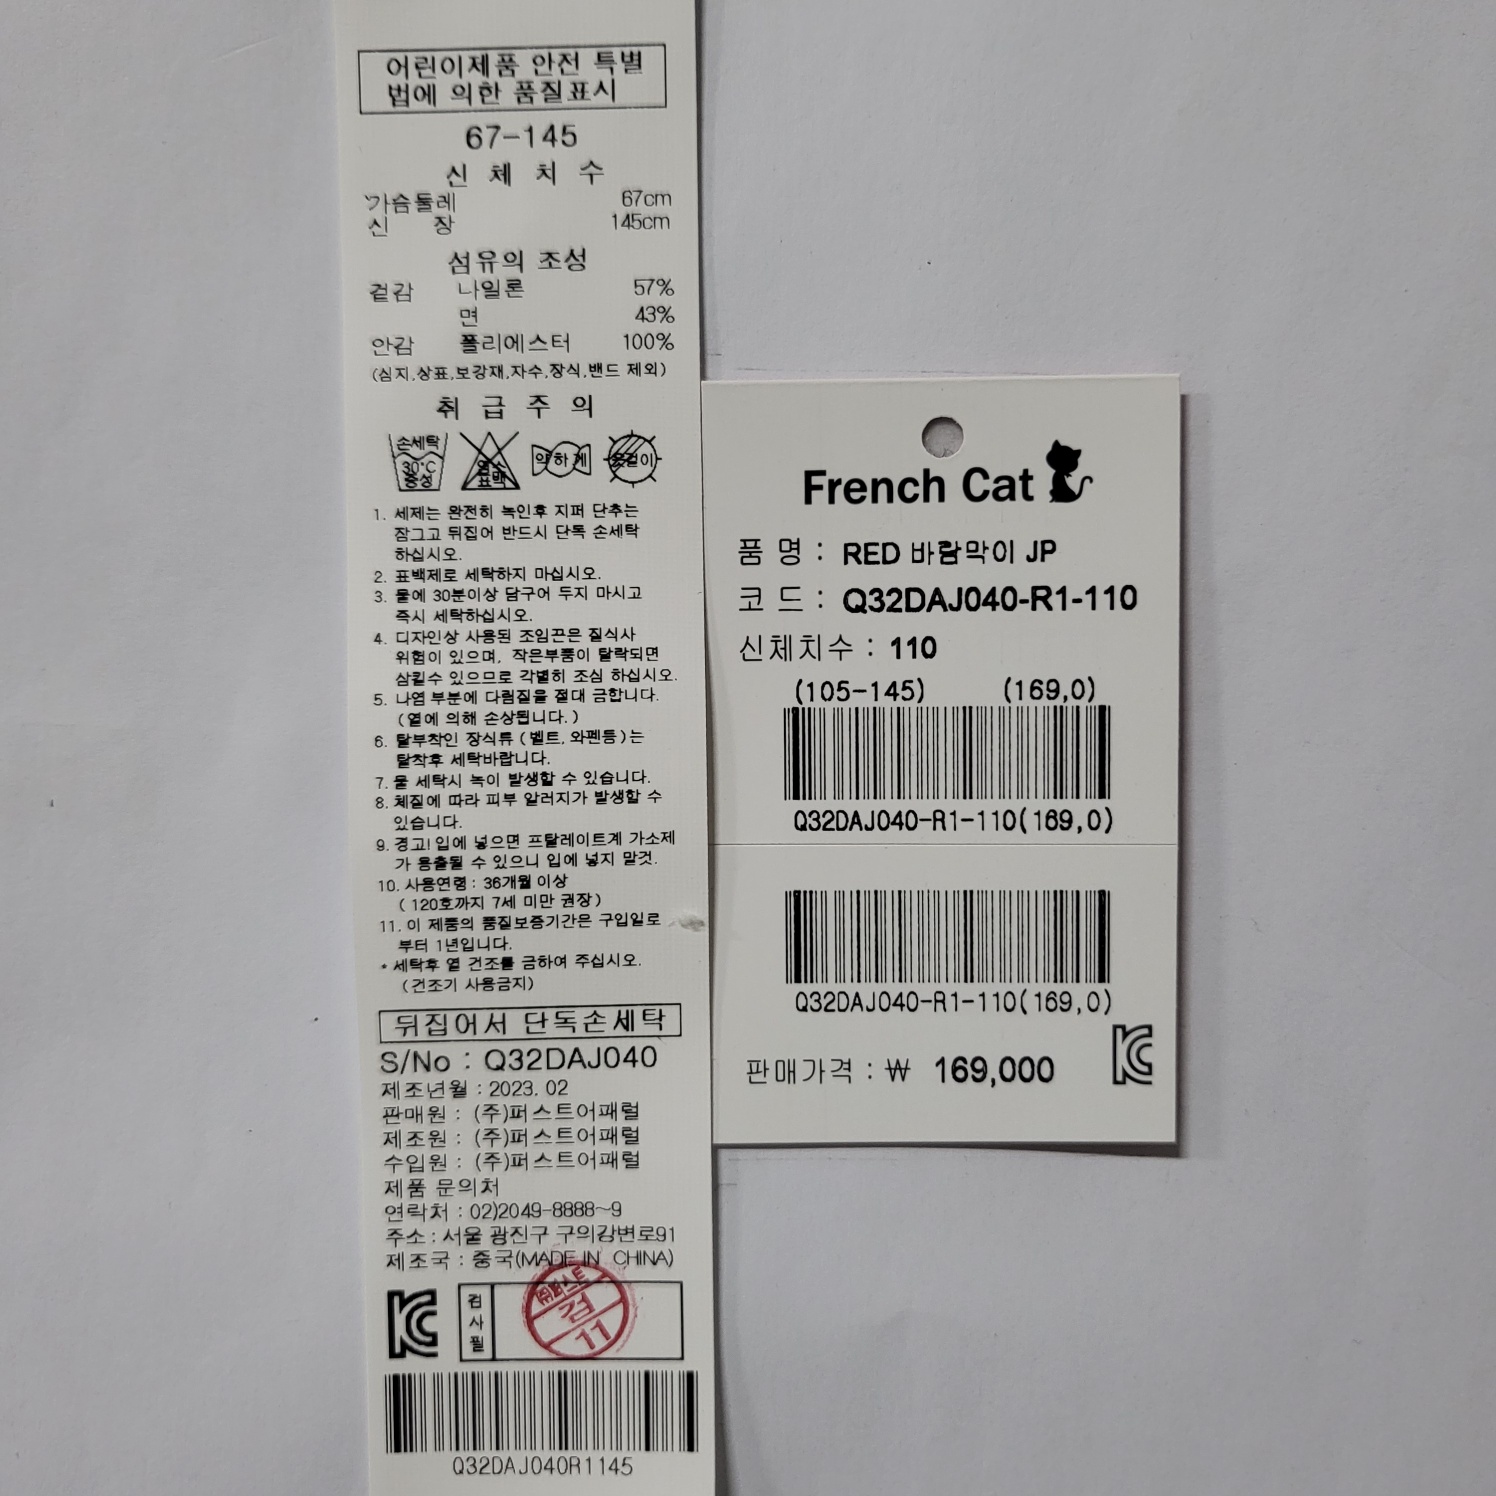 어린이제품 안전 특별
법에 의한 품질표시
67-145
신 체 치 수
가슴둘레 67cm
신 장 145cm
섬유의 조성
겉감 나일론 57%
면 43%
안감 폴리에스터 100%
(심지,상표,보강재,자수,장식,밴드 제외)
취 급 주 의
손세탁 30°C 중성
염소 표백
약하게
옷걸이
1. 세제는 완전히 녹인후 지퍼 단추는
잠그고 뒤집어 반드시 단독 손세탁
하십시오.
2. 표백제로 세탁하지 마십시오.
3. 물에 30분이상 담구어 두지 마시고
즉시 세탁하십시오.
4. 디자인상 사용된 조임끈은 질식사
위험이 있으며, 작은부품이 탈락되면
삼킬수 있으므로 각별히 조심 하십시오.
5. 나염 부분에 다림질을 절대 금합니다.
(열에 의해 손상됩니다.)
6. 탈부착인 장식류 (벨트, 와펜등)는
탈착후 세탁바랍니다.
7. 물 세탁시 녹이 발생할 수 있습니다.
8. 체질에 따라 피부 알러지가 발생할 수
있습니다.
9. 경고! 입에 넣으면 프탈레이트계 가소제
가 용출될 수 있으니 입에 넣지 말것.
10. 사용연령 : 36개월 이상
( 120호까지 7세 미만 권장)
11. 이 제품의 품질보증기간은 구입일로
부터 1년입니다.
* 세탁후 열 건조를 금하여 주십시오.
(건조기 사용금지)
뒤집어서 단독손세탁
S/No : Q32DAJ040
제조년월 : 2023. 02
판매원 : (주)퍼스트어패럴
제조원 : (주)퍼스트어패럴
수입원 : (주)퍼스트어패럴
제품 문의처
연락처 : 02)2049-8888~9
주소 : 서울 광진구 구의강변로91
제조국 : 중국(MADE IN CHINA)
KC
검사필
㈜퍼스트
검
11
Q32DAJ040R1145
French Cat
품 명 : RED 바람막이 JP
코 드 : Q32DAJ040-R1-110
신체치수 : 110
(105-145) (169,0)
Q32DAJ040-R1-110(169,0)
Q32DAJ040-R1-110(169,0)
KC
판매가격 : ₩ 169,000